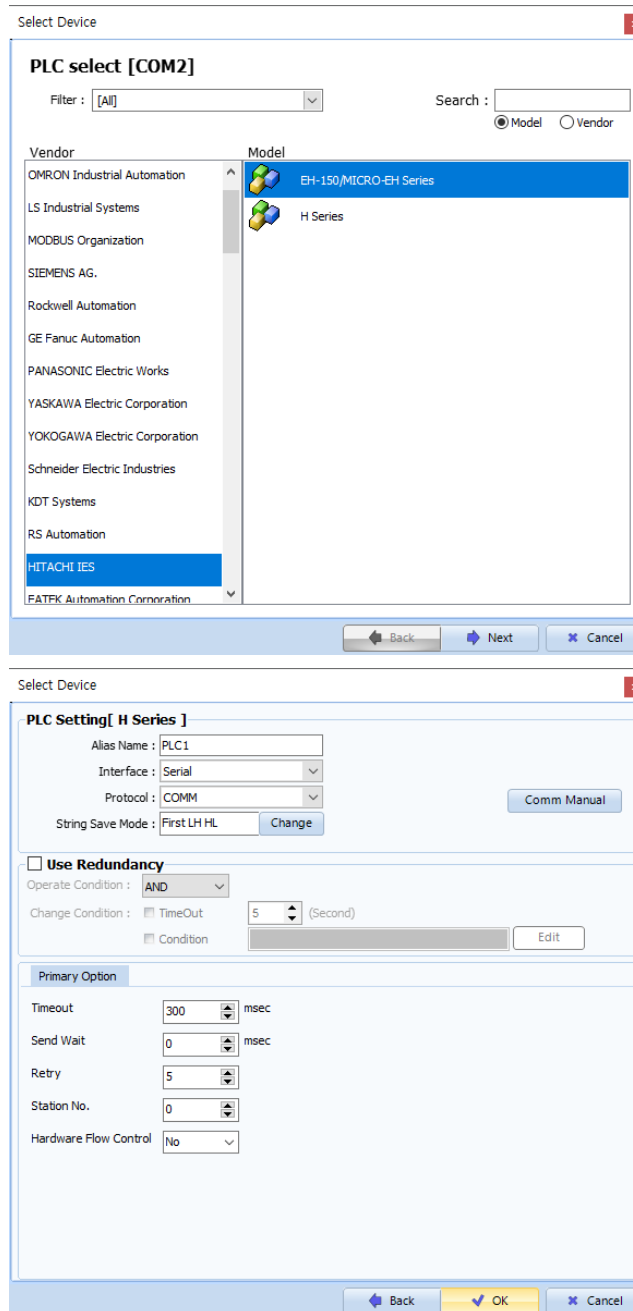 Select Device
PLC select [COM2]
Filter : [All] Search :
Model Vendor
Vendor Model
OMRON Industrial Automation
LS Industrial Systems
MODBUS Organization
SIEMENS AG.
Rockwell Automation
GE Fanuc Automation
PANASONIC Electric Works
YASKAWA Electric Corporation
YOKOGAWA Electric Corporation
Schneider Electric Industries
KDT Systems
RS Automation
HITACHI IES
FATEK Automation Corporation
EH-150/MICRO-EH Series
H Series
Back Next Cancel
Select Device
PLC Setting[ H Series ]
Alias Name : PLC1
Interface : Serial
Protocol : COMM Comm Manual
String Save Mode : First LH HL Change
Use Redundancy
Operate Condition : AND
Change Condition : TimeOut 5 (Second)
Condition Edit
Primary Option
Timeout 300 msec
Send Wait 0 msec
Retry 5
Station No. 0
Hardware Flow Control No
Back OK Cancel